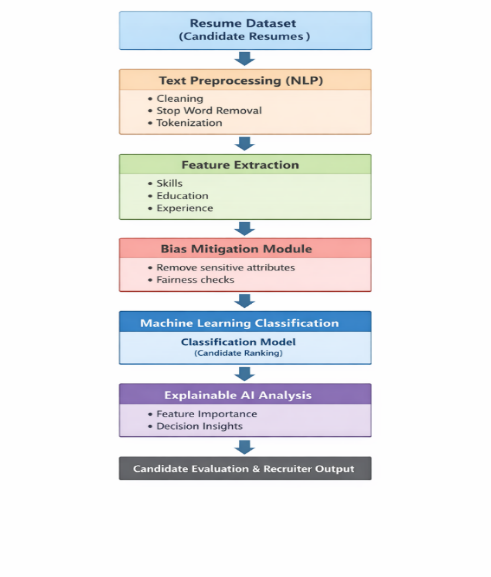 Resume Dataset
(Candidate Resumes)
Text Preprocessing (NLP)
• Cleaning
• Stop Word Removal
• Tokenization
Feature Extraction
• Skills
• Education
• Experience
Bias Mitigation Module
• Remove sensitive attributes
• Fairness checks
Machine Learning Classification
Classification Model
(Candidate Ranking)
Explainable AI Analysis
• Feature Importance
• Decision Insights
Candidate Evaluation & Recruiter Output